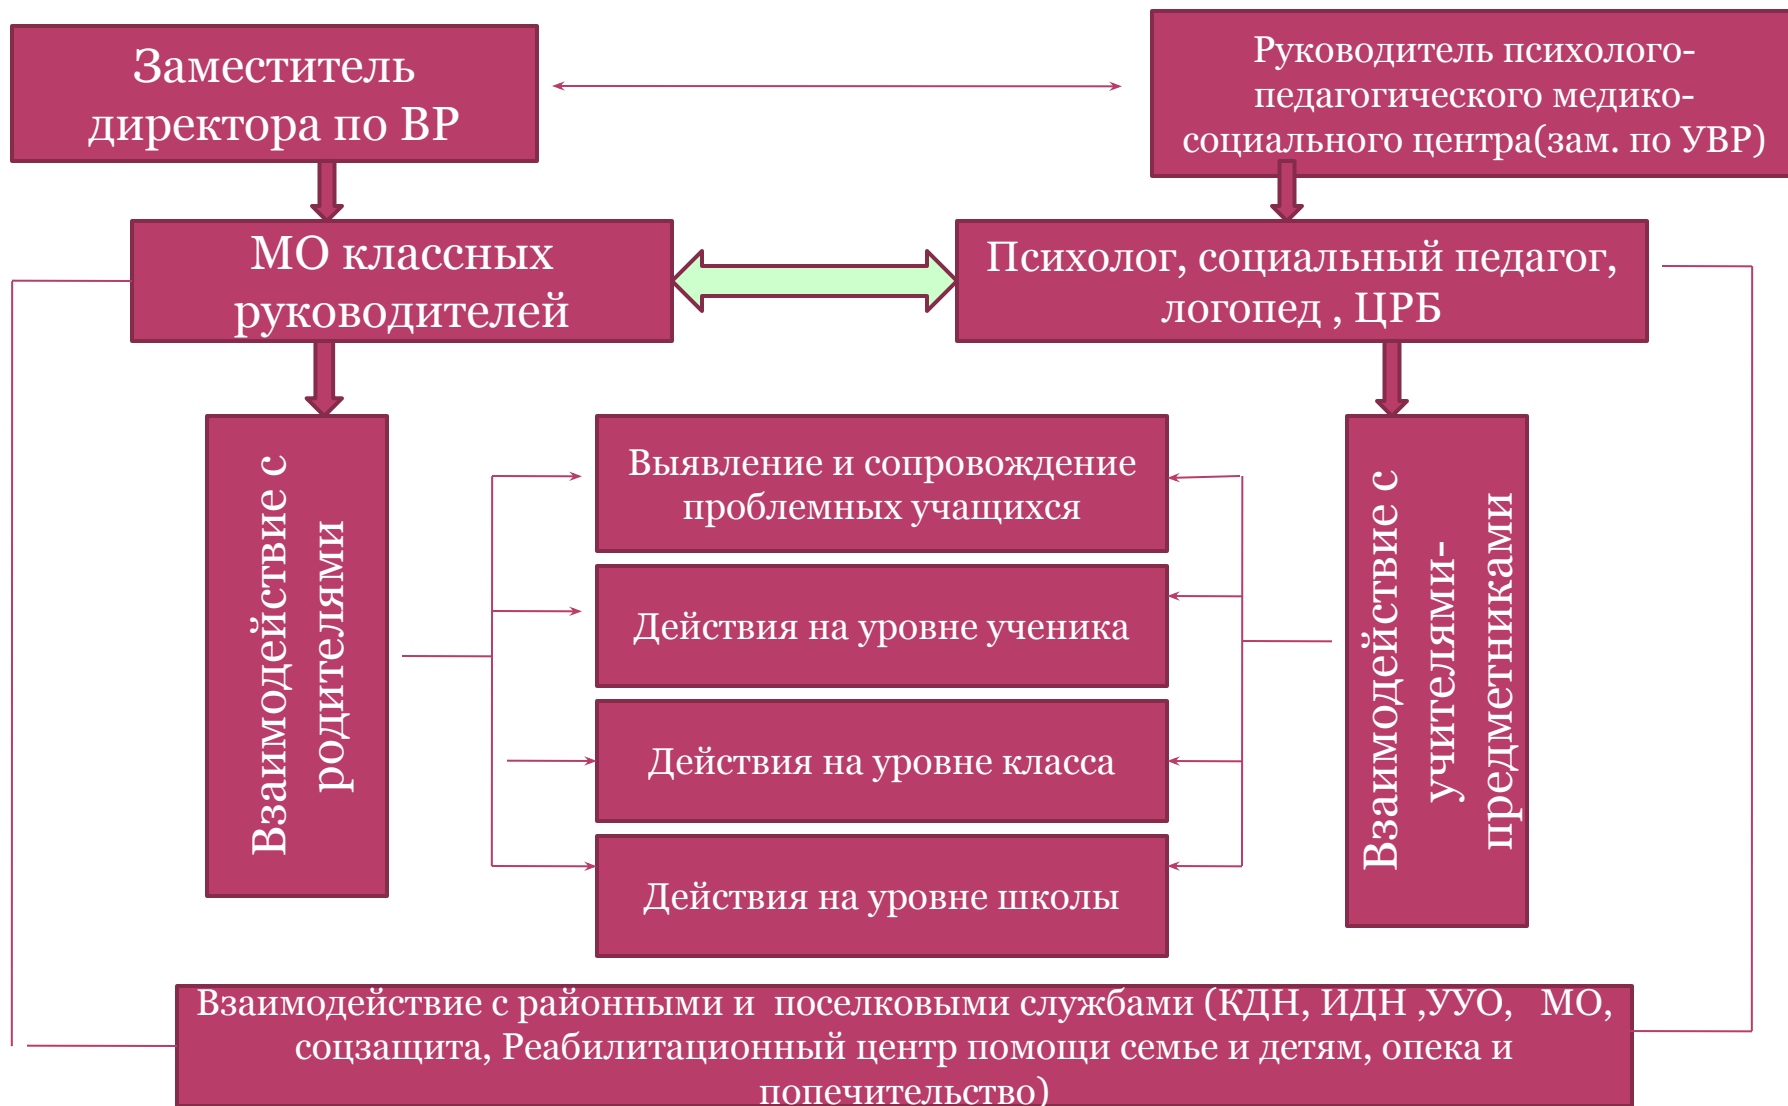 Заместитель
директора по ВР
Руководитель психолого-
педагогического медико-
социального центра(зам. по УВР)
МО классных
руководителей
Психолог, социальный педагог,
логопед , ЦРБ
Взаимодействие с
родителями
Выявление и сопровождение
проблемных учащихся
Действия на уровне ученика
Действия на уровне класса
Действия на уровне школы
Взаимодействие с
учителями-
предметниками
Взаимодействие с районными и  поселковыми службами (КДН, ИДН ,УУО,   МО,
соцзащита, Реабилитационный центр помощи семье и детям, опека и
попечительство)